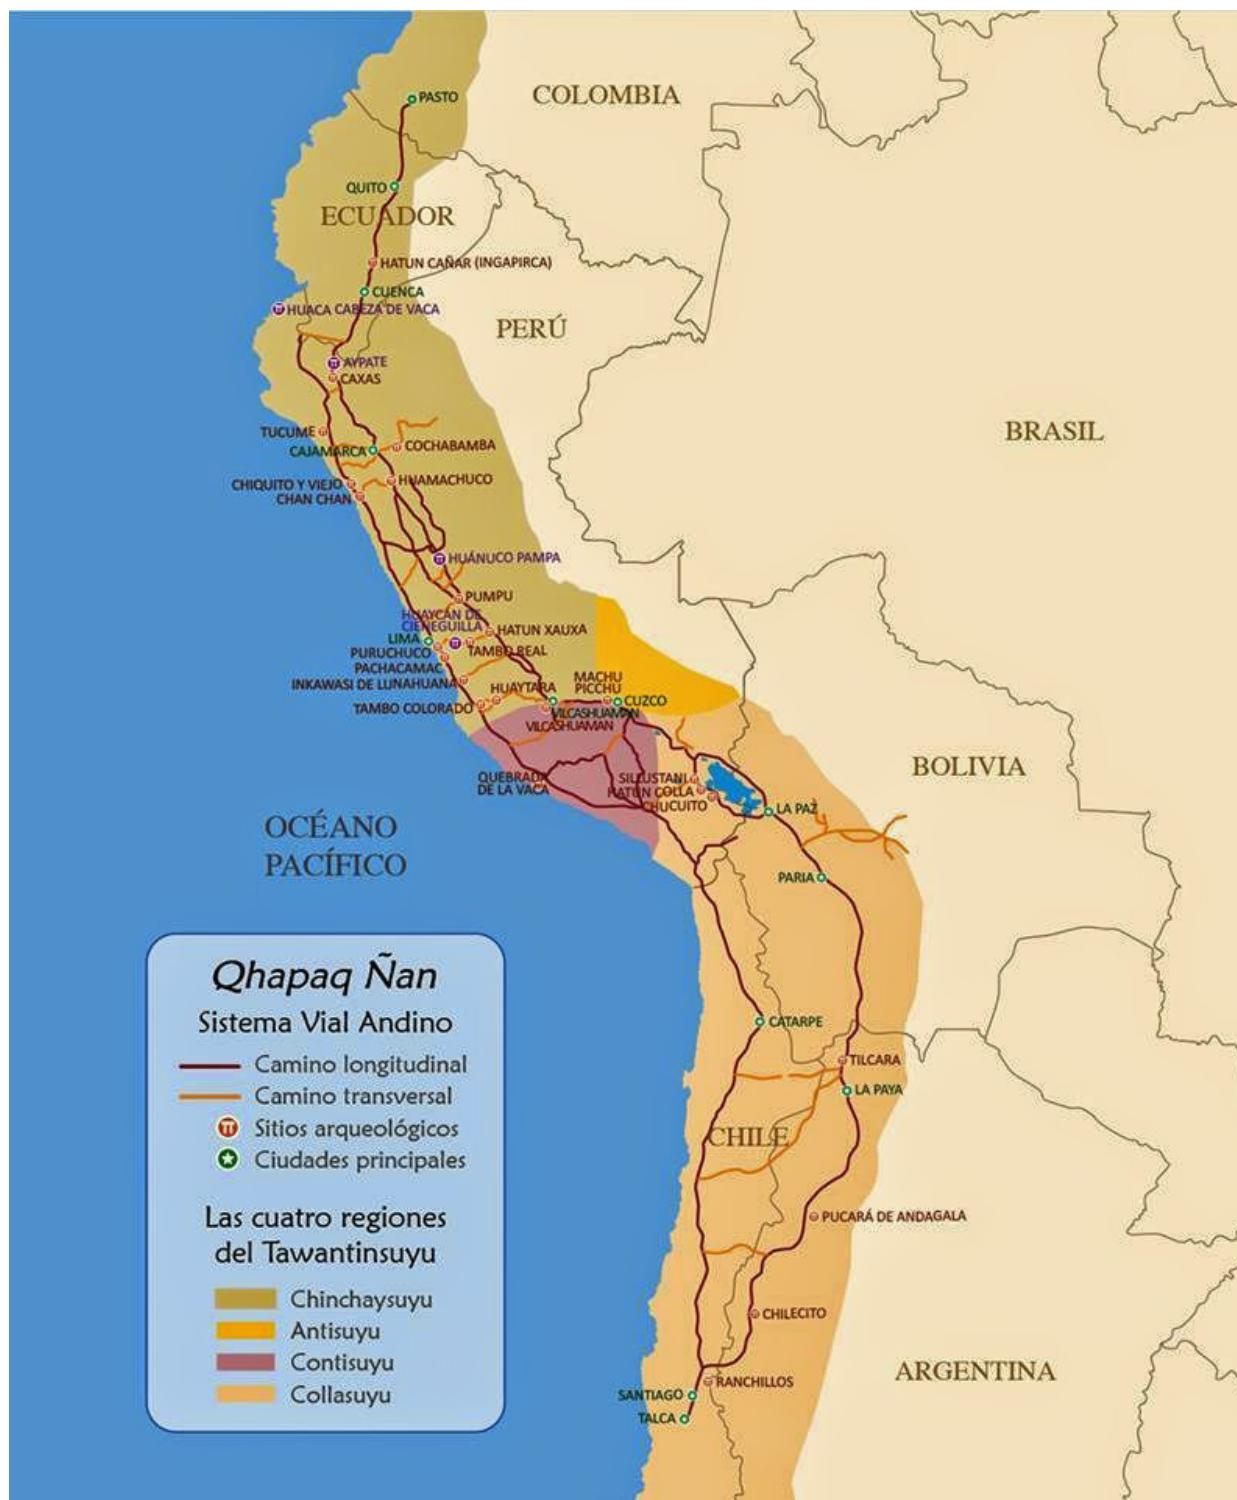 PASTO
COLOMBIA
QUITO
ECUADOR
HATUN CAÑAR (INGAPIRCA)
CUENCA
HUACA CABEZA DE VACA
PERÚ
AYPATE
CAXAS
TUCUME
BRASIL
CAJAMARCA
COCHABAMBA
CHIQUITO Y VIEJO
HUAMACHUCO
CHAN CHAN
HUÁNUCO PAMPA
PUMPU
HUAYCÁN DE
CIENEGUILLA
HATUN XAUXA
LIMA
PURUCHUCO
TAMBO REAL
PACHACAMAC
INKAWASI DE LUNAHUANA
HUAYTARA
MACHU
PICCHU
CUZCO
TAMBO COLORADO
VILCASHUAMAN
VILCASHUAMAN
QUEBRADA
DE LA VACA
SILLUSTANI
HATUN COLLA
CHUCUITO
BOLIVIA
LA PAZ
OCÉANO
PACÍFICO
PARIA
CATARPE
TILCARA
LA PAYA
CHILE
PUCARÁ DE ANDAGALA
CHILECITO
ARGENTINA
RANCHILLOS
SANTIAGO
TALCA
Qhapaq Ñan
Sistema Vial Andino
Camino longitudinal
Camino transversal
Sitios arqueológicos
Ciudades principales
Las cuatro regiones
del Tawantinsuyu
Chinchaysuyu
Antisuyu
Contisuyu
Collasuyu